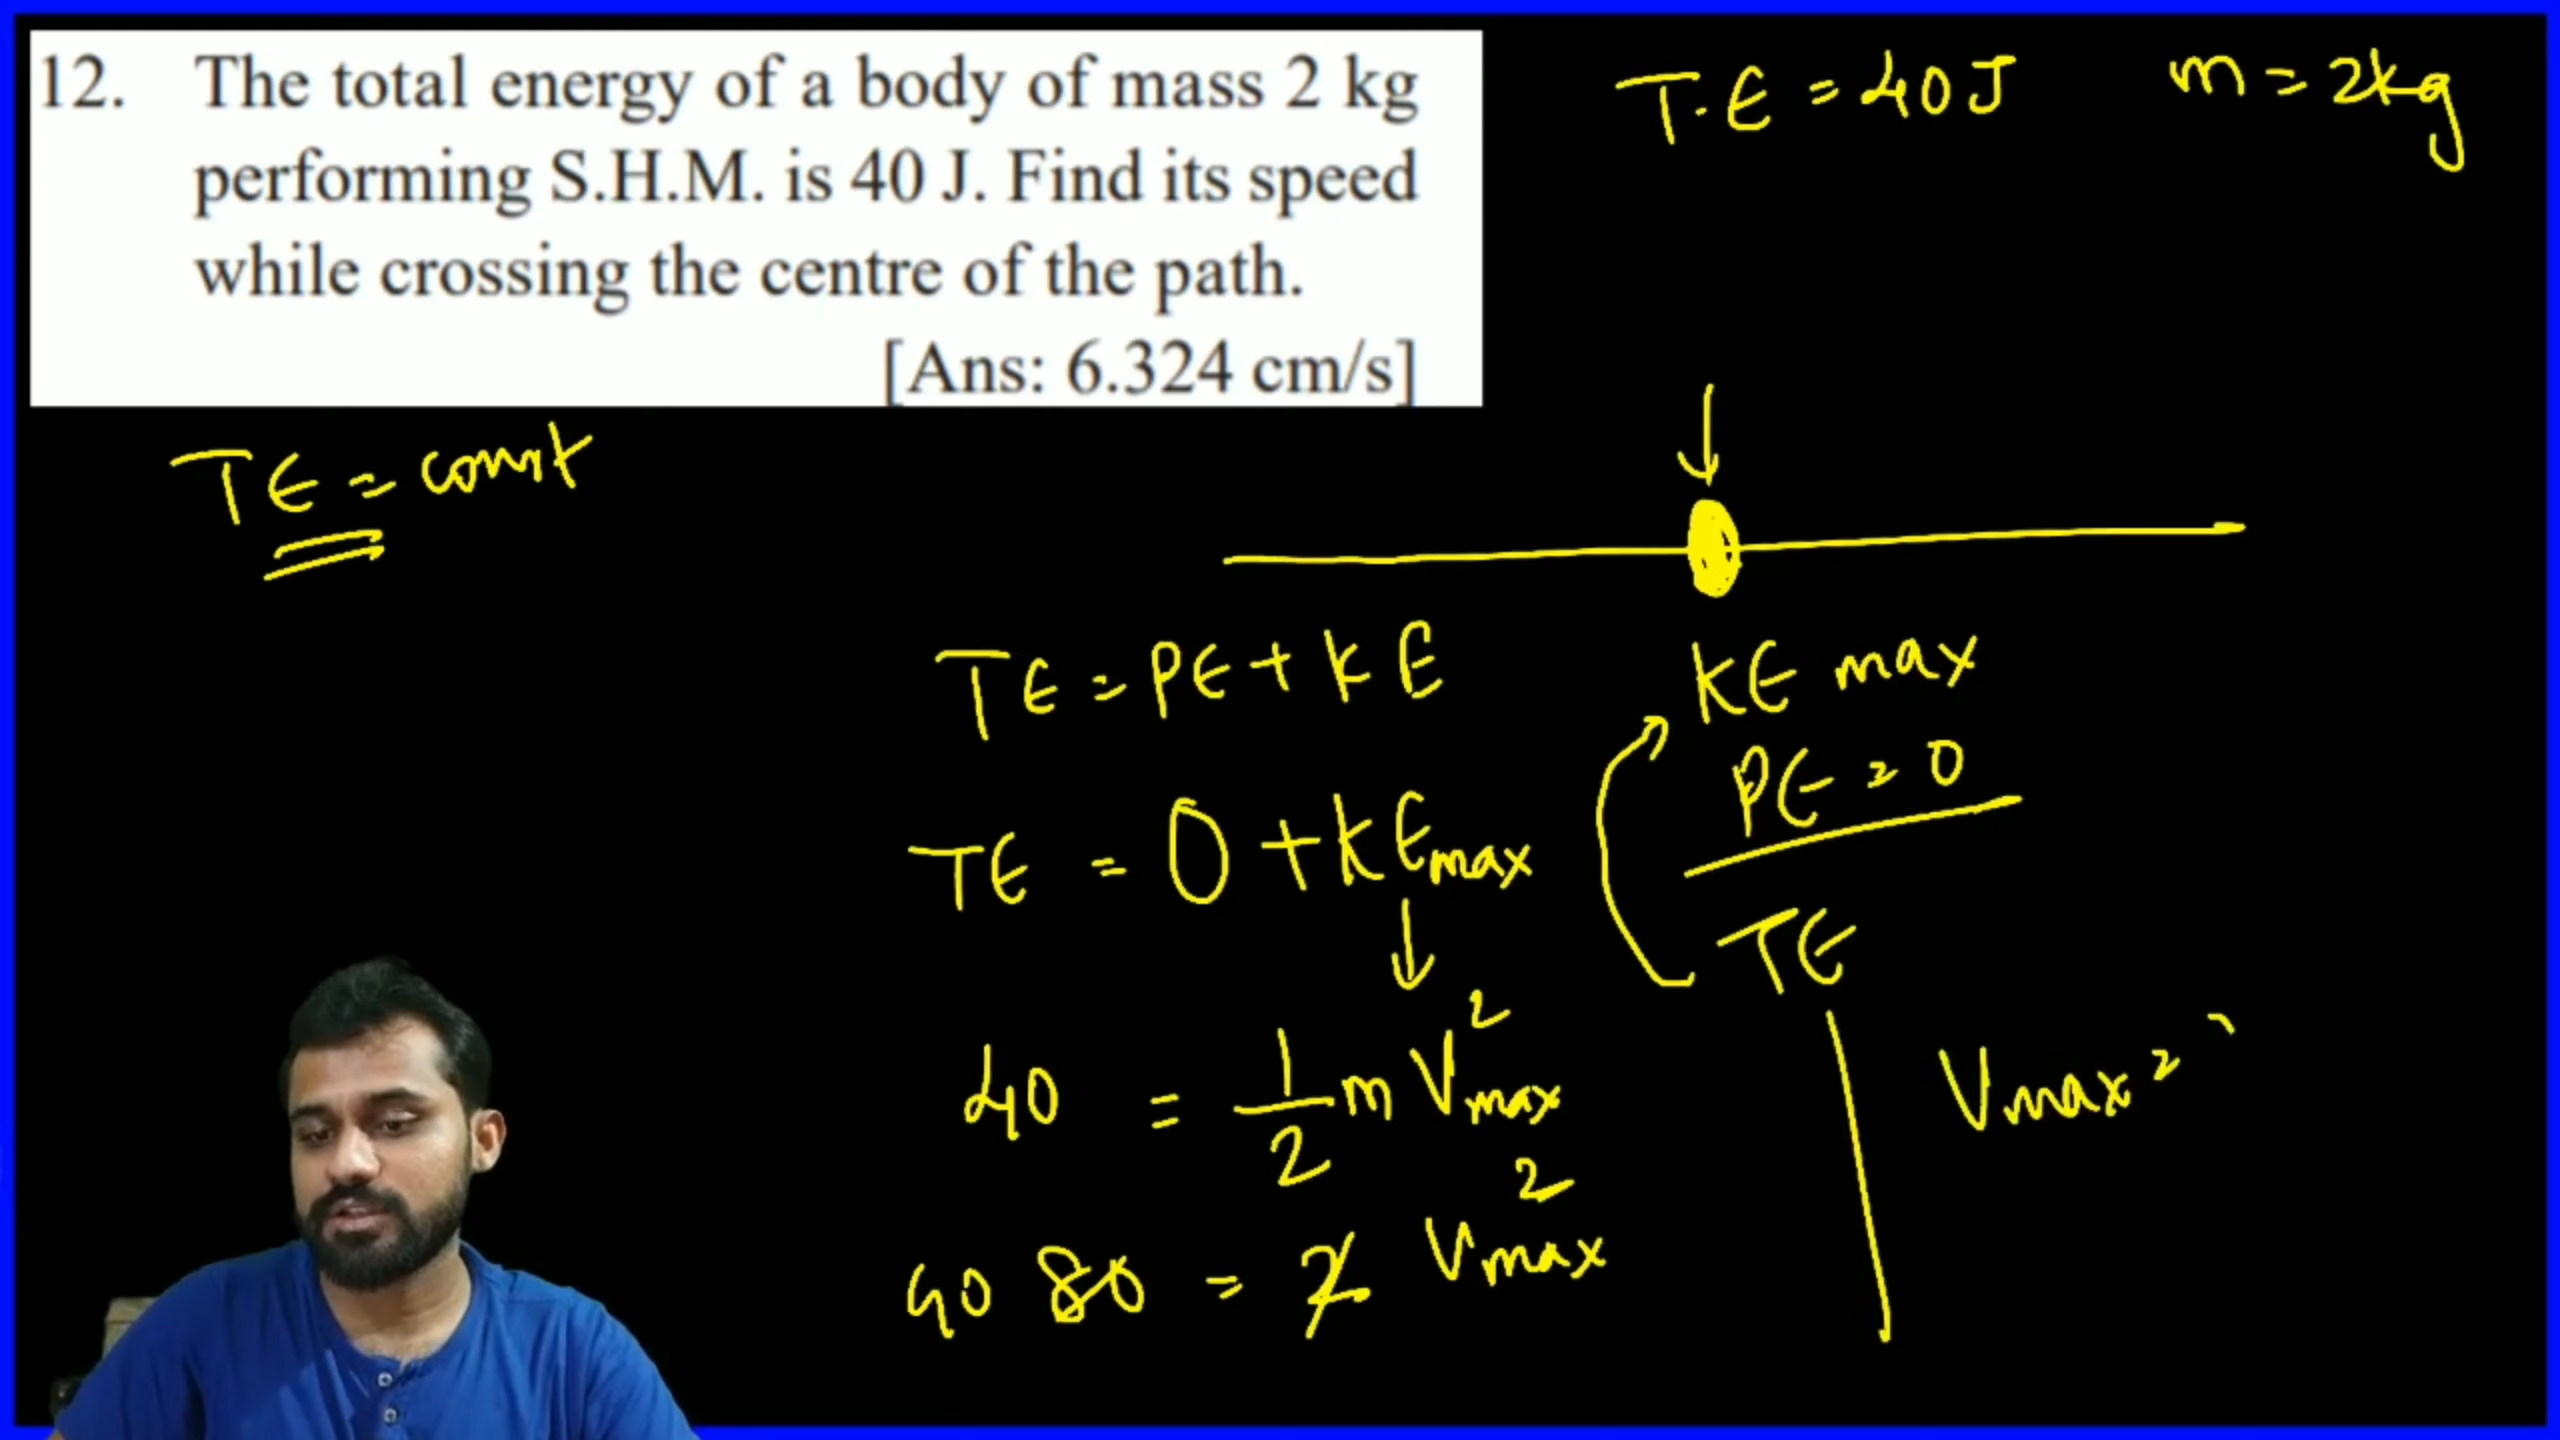 12. The total energy of a body of mass 2 kg
performing S.H.M. is 40 J. Find its speed
while crossing the centre of the path.
[Ans: 6.324 cm/s]
T.E = 40 J m = 2kg
TE = const
TE = PE + KE
KE max
PE = 0
TE = 0 + KEmax
TE
40 = 1/2 m Vmax²
40 80 = 2 Vmax²
Vmax =